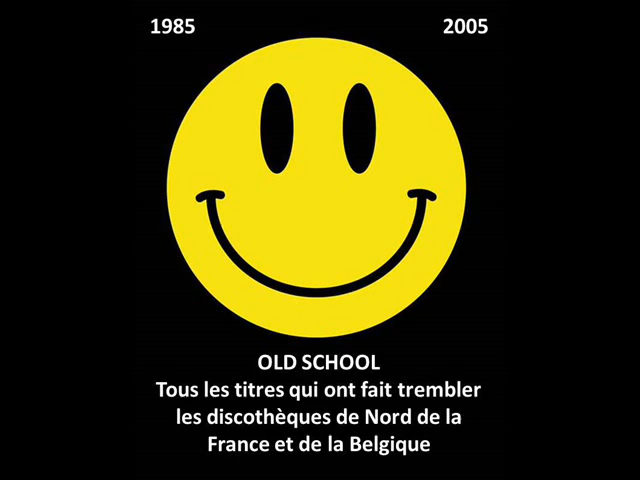 1985 2005
OLD SCHOOL
Tous les titres qui ont fait trembler
les discothèques de Nord de la
France et de la Belgique